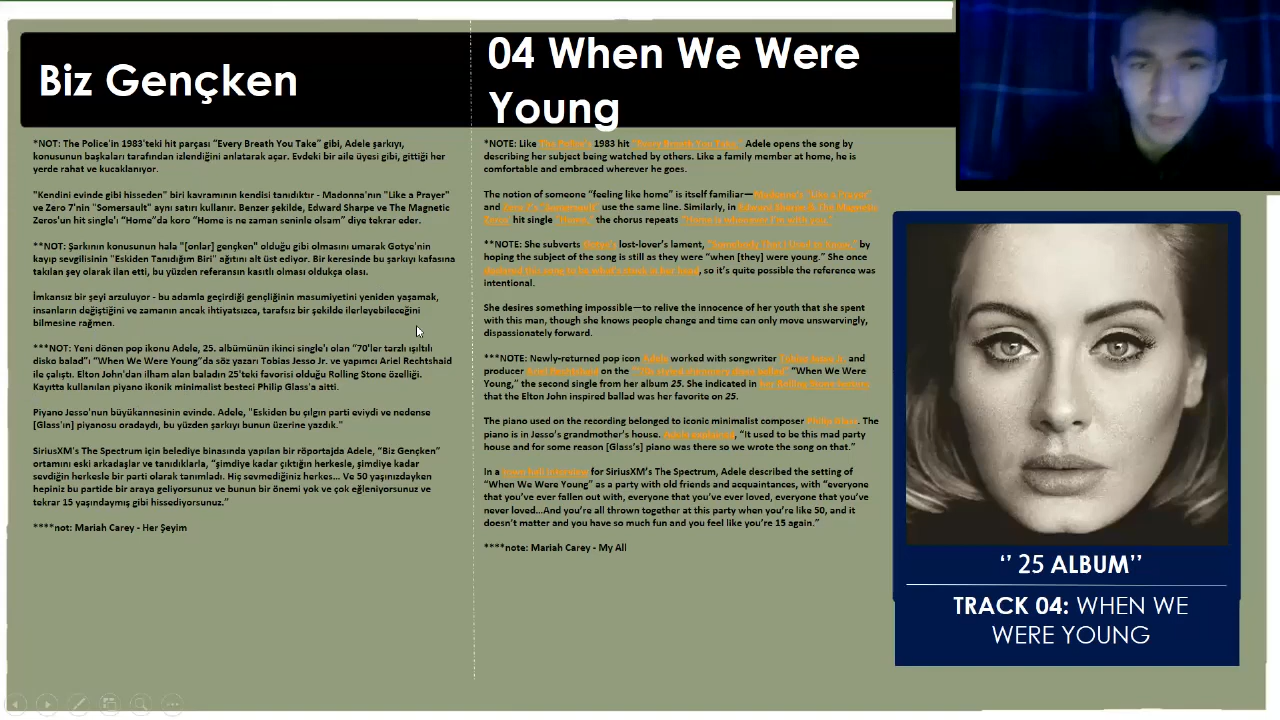 Biz Gençken
*NOT: The Police'in 1983'teki hit parçası "Every Breath You Take" gibi, Adele şarkıyı,
konusunun başkaları tarafından izlendiğini anlatarak açar. Evdeki bir aile üyesi gibi, gittiği her
yerde rahat ve kucaklanıyor.
"Kendini evinde gibi hisseden" biri kavramının kendisi tanıdıktır - Madonna'nın "Like a Prayer"
ve Zero 7'nin "Somersault" aynı satırı kullanır. Benzer şekilde, Edward Sharpe ve The Magnetic
Zeros'un hit single'ı "Home"da koro "Home is ne zaman seninle olsam" diye tekrar eder.
**NOT: Şarkının konusunun hala "[onlar] gençken" olduğu gibi olmasını umarak Gotye'nin
kayıp sevgilisinin "Eskiden Tanıdığım Biri" ağıtını alt üst ediyor. Bir keresinde bu şarkıyı kafasına
takılan şey olarak ilan etti, bu yüzden referansın kasıtlı olması oldukça olası.
İmkansız bir şeyi arzuluyor - bu adamla geçirdiği gençliğinin masumiyetini yeniden yaşamak,
insanların değiştiğini ve zamanın ancak ihtiyatsızca, tarafsız bir şekilde ilerleyebileceğini
bilmesine rağmen.
***NOT: Yeni dönen pop ikonu Adele, 25. albümünün ikinci single'ı olan "70'ler tarzı ışıltılı
disko balad"ı "When We Were Young"da söz yazarı Tobias Jesso Jr. ve yapımcı Ariel Rechtshaid
ile çalıştı. Elton John'dan ilham alan baladın 25'teki favorisi olduğu Rolling Stone özelliği.
Kayıtta kullanılan piyano ikonik minimalist besteci Philip Glass'a aitti.
Piyano Jesso'nun büyükannesinin evinde. Adele, "Eskiden bu çılgın parti eviydi ve nedense
[Glass'ın] piyanosu oradaydı, bu yüzden şarkıyı bunun üzerine yazdık."
SiriusXM's The Spectrum için belediye binasında yapılan bir röportajda Adele, "Biz Gençken"
ortamını eski arkadaşlar ve tanıdıklarla, "şimdiye kadar çıktığın herkesle, şimdiye kadar
sevdiğin herkesle bir parti olarak tanımladı. Hiç sevmediğiniz herkes... Ve 50 yaşınızdayken
hepiniz bu partide bir araya geliyorsunuz ve bunun bir önemi yok ve çok eğleniyorsunuz ve
tekrar 15 yaşındaymış gibi hissediyorsunuz."
****not: Mariah Carey - Her Şeyim
04 When We Were
Young
*NOTE: Like The Police's 1983 hit "Every Breath You Take," Adele opens the song by
describing her subject being watched by others. Like a family member at home, he is
comfortable and embraced wherever he goes.
The notion of someone "feeling like home" is itself familiar—Madonna's "Like a Prayer"
and Zero 7's "Somersault" use the same line. Similarly, in Edward Sharpe & The Magnetic
Zeros' hit single "Home," the chorus repeats "Home is whenever I'm with you."
**NOTE: She subverts Gotye's lost-lover's lament, "Somebody That I Used to Know," by
hoping the subject of the song is still as they were "when [they] were young." She once
declared this song to be what's stuck in her head, so it's quite possible the reference was
intentional.
She desires something impossible—to relive the innocence of her youth that she spent
with this man, though she knows people change and time can only move unswervingly,
dispassionately forward.
***NOTE: Newly-returned pop icon Adele worked with songwriter Tobias Jesso Jr. and
producer Ariel Rechtshaid on the "'70s styled shimmery disco ballad" "When We Were
Young," the second single from her album 25. She indicated in her Rolling Stone feature
that the Elton John inspired ballad was her favorite on 25.
The piano used on the recording belonged to iconic minimalist composer Philip Glass. The
piano is in Jesso's grandmother's house. Adele explained, "It used to be this mad party
house and for some reason [Glass's] piano was there so we wrote the song on that."
In a town hall interview for SiriusXM's The Spectrum, Adele described the setting of
"When We Were Young" as a party with old friends and acquaintances, with "everyone
that you've ever fallen out with, everyone that you've ever loved, everyone that you've
never loved...And you're all thrown together at this party when you're like 50, and it
doesn't matter and you have so much fun and you feel like you're 15 again."
****note: Mariah Carey - My All
‘’ 25 ALBUM’’
TRACK 04: WHEN WE
WERE YOUNG